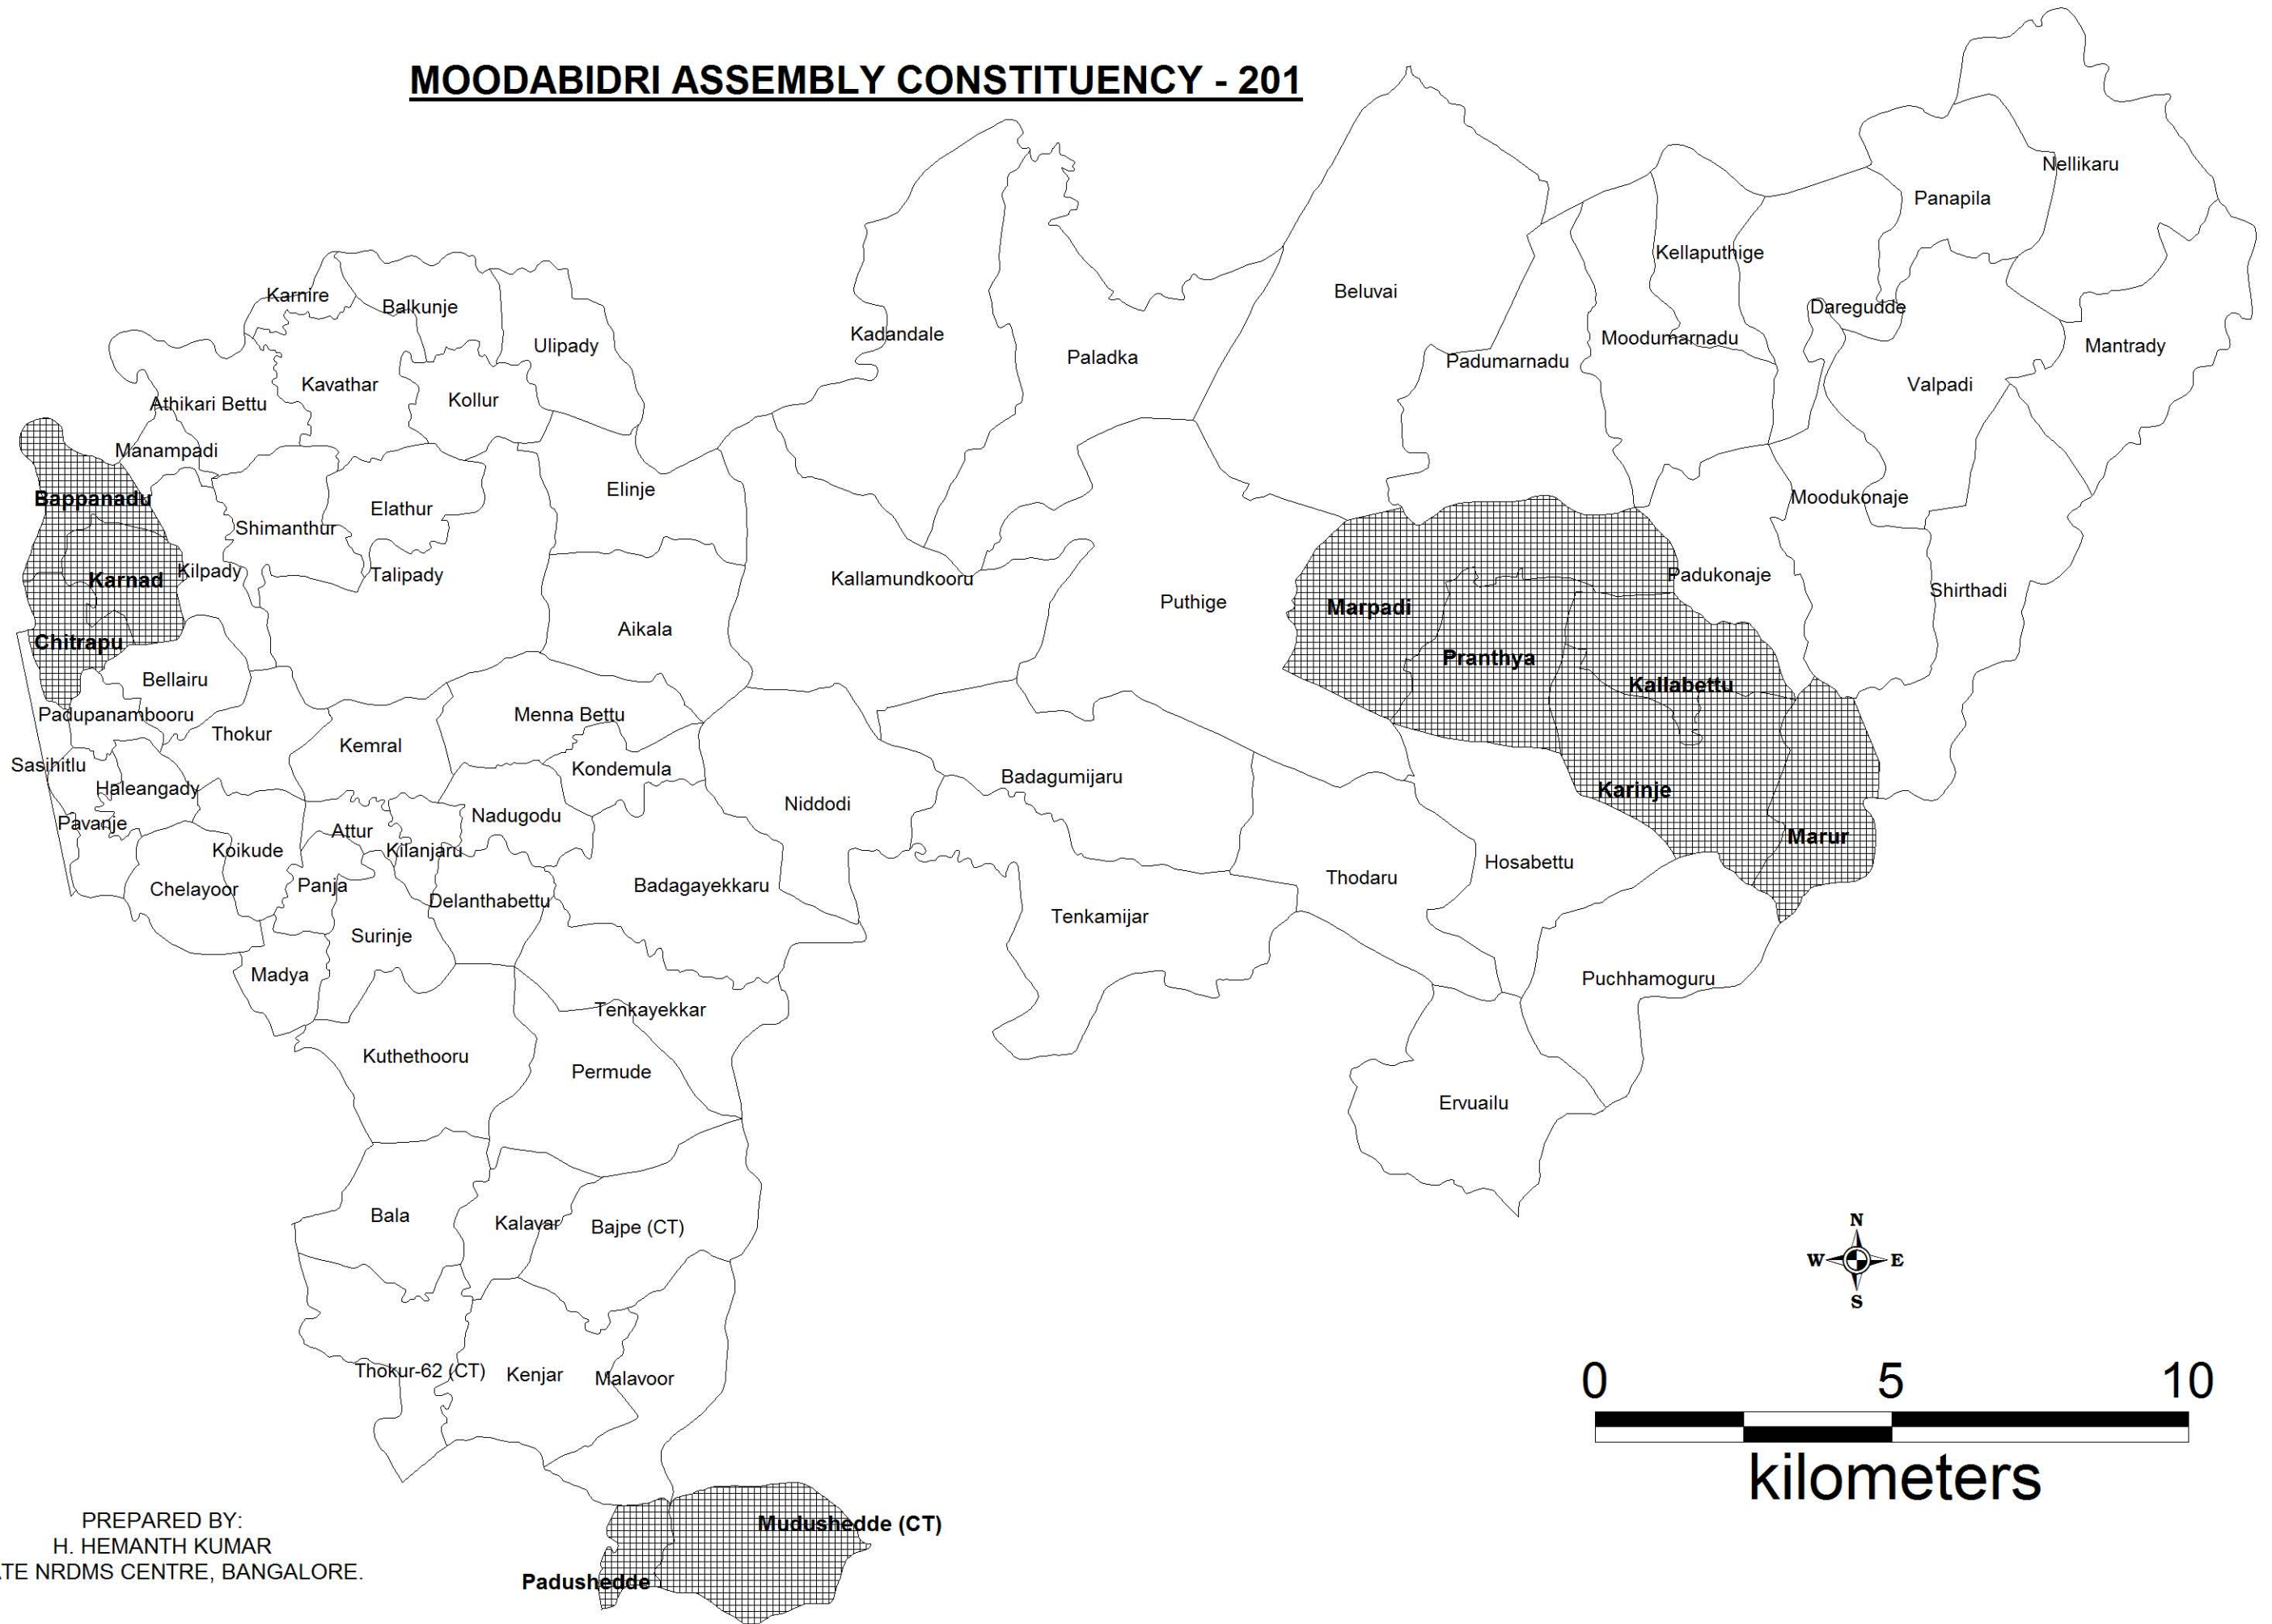 MOODABIDRI ASSEMBLY CONSTITUENCY - 201
Nellikaru
Panapila
Kellaputhige
Beluvai
Karnire
Balkunje
Daregudde
Kadandale
Moodumarnadu
Ulipady
Mantrady
Paladka
Padumarnadu
Kavathar
Valpadi
Kollur
Athikari Bettu
Manampadi
Elinje
Bappanadu
Moodukonaje
Elathur
Shimanthur
Kilpady
Talipady
Karnad
Kallamundkooru
Padukonaje
Shirthadi
Puthige
Marpadi
Aikala
Chitrapu
Pranthya
Bellairu
Kallabettu
Padupanambooru
Menna Bettu
Thokur
Kemral
Sasihitlu
Kondemula
Badagumijaru
Haleangady
Karinje
Niddodi
Nadugodu
Pavanje
Attur
Marur
Koikude
Kilanjaru
Hosabettu
Thodaru
Chelayoor
Panja
Badagayekkaru
Delanthabettu
Tenkamijar
Surinje
Madya
Puchhamoguru
Tenkayekkar
Kuthethooru
Permude
Ervuailu
Bala
Kalavar
Bajpe (CT)
N
W
E
S
Thokur-62 (CT)
Kenjar
Malavoor
0 5 10
kilometers
Mudushedde (CT)
Padushedde
PREPARED BY:
H. HEMANTH KUMAR
TE NRDMS CENTRE, BANGALORE.